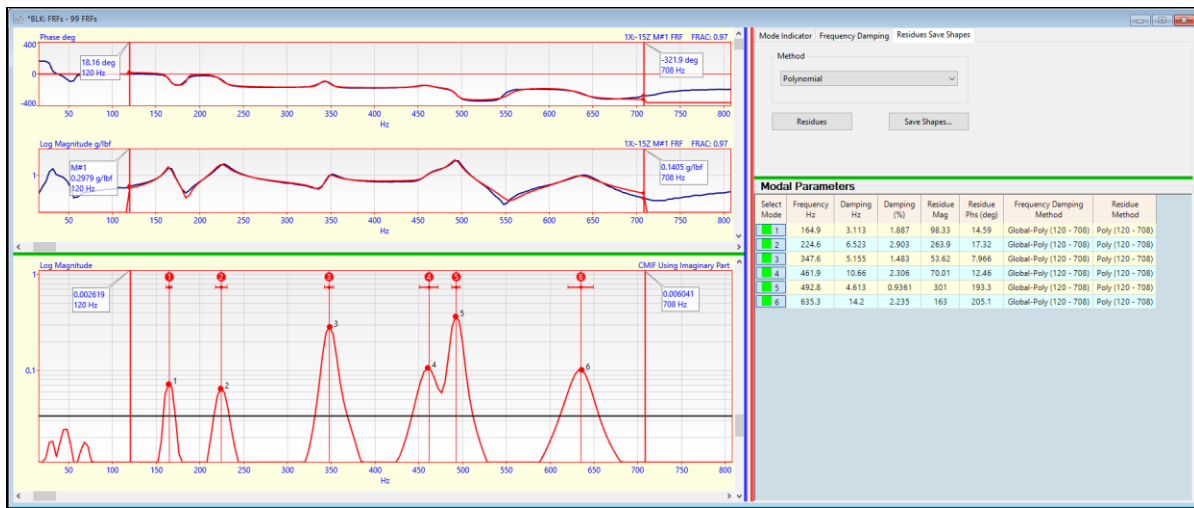 *BLK: FRFs - 99 FRFs
Phase deg
1X:-15Z M#1 FRF FRAC: 0.97
400
0
-400
18.16 deg
120 Hz
-321.9 deg
708 Hz
50 100 150 200 250 300 350 400 450 500 550 600 650 700 750 800
Hz
Log Magnitude g/lbf
1X:-15Z M#1 FRF FRAC: 0.97
1
M#1
0.2979 g/lbf
120 Hz
0.1405 g/lbf
708 Hz
50 100 150 200 250 300 350 400 450 500 550 600 650 700 750 800
Hz
Log Magnitude
CMIF Using Imaginary Part
1
0.1
0.002619
120 Hz
0.006041
708 Hz
1 2 3 4 5 6
1 2 3 4 5 6
50 100 150 200 250 300 350 400 450 500 550 600 650 700 750 800
Hz
Mode Indicator Frequency Damping Residues Save Shapes
Method
Polynomial
Residues Save Shapes...
Modal Parameters
Select Mode Frequency Hz Damping Hz Damping (%) Residue Mag Residue Phs (deg) Frequency Damping Method Residue Method
1 164.9 3.113 1.887 98.33 14.59 Global-Poly (120 - 708) Poly (120 - 708)
2 224.6 6.523 2.903 263.9 17.32 Global-Poly (120 - 708) Poly (120 - 708)
3 347.6 5.155 1.483 53.62 7.966 Global-Poly (120 - 708) Poly (120 - 708)
4 461.9 10.66 2.306 70.01 12.46 Global-Poly (120 - 708) Poly (120 - 708)
5 492.8 4.613 0.9361 301 193.3 Global-Poly (120 - 708) Poly (120 - 708)
6 635.3 14.2 2.235 163 205.1 Global-Poly (120 - 708) Poly (120 - 708)